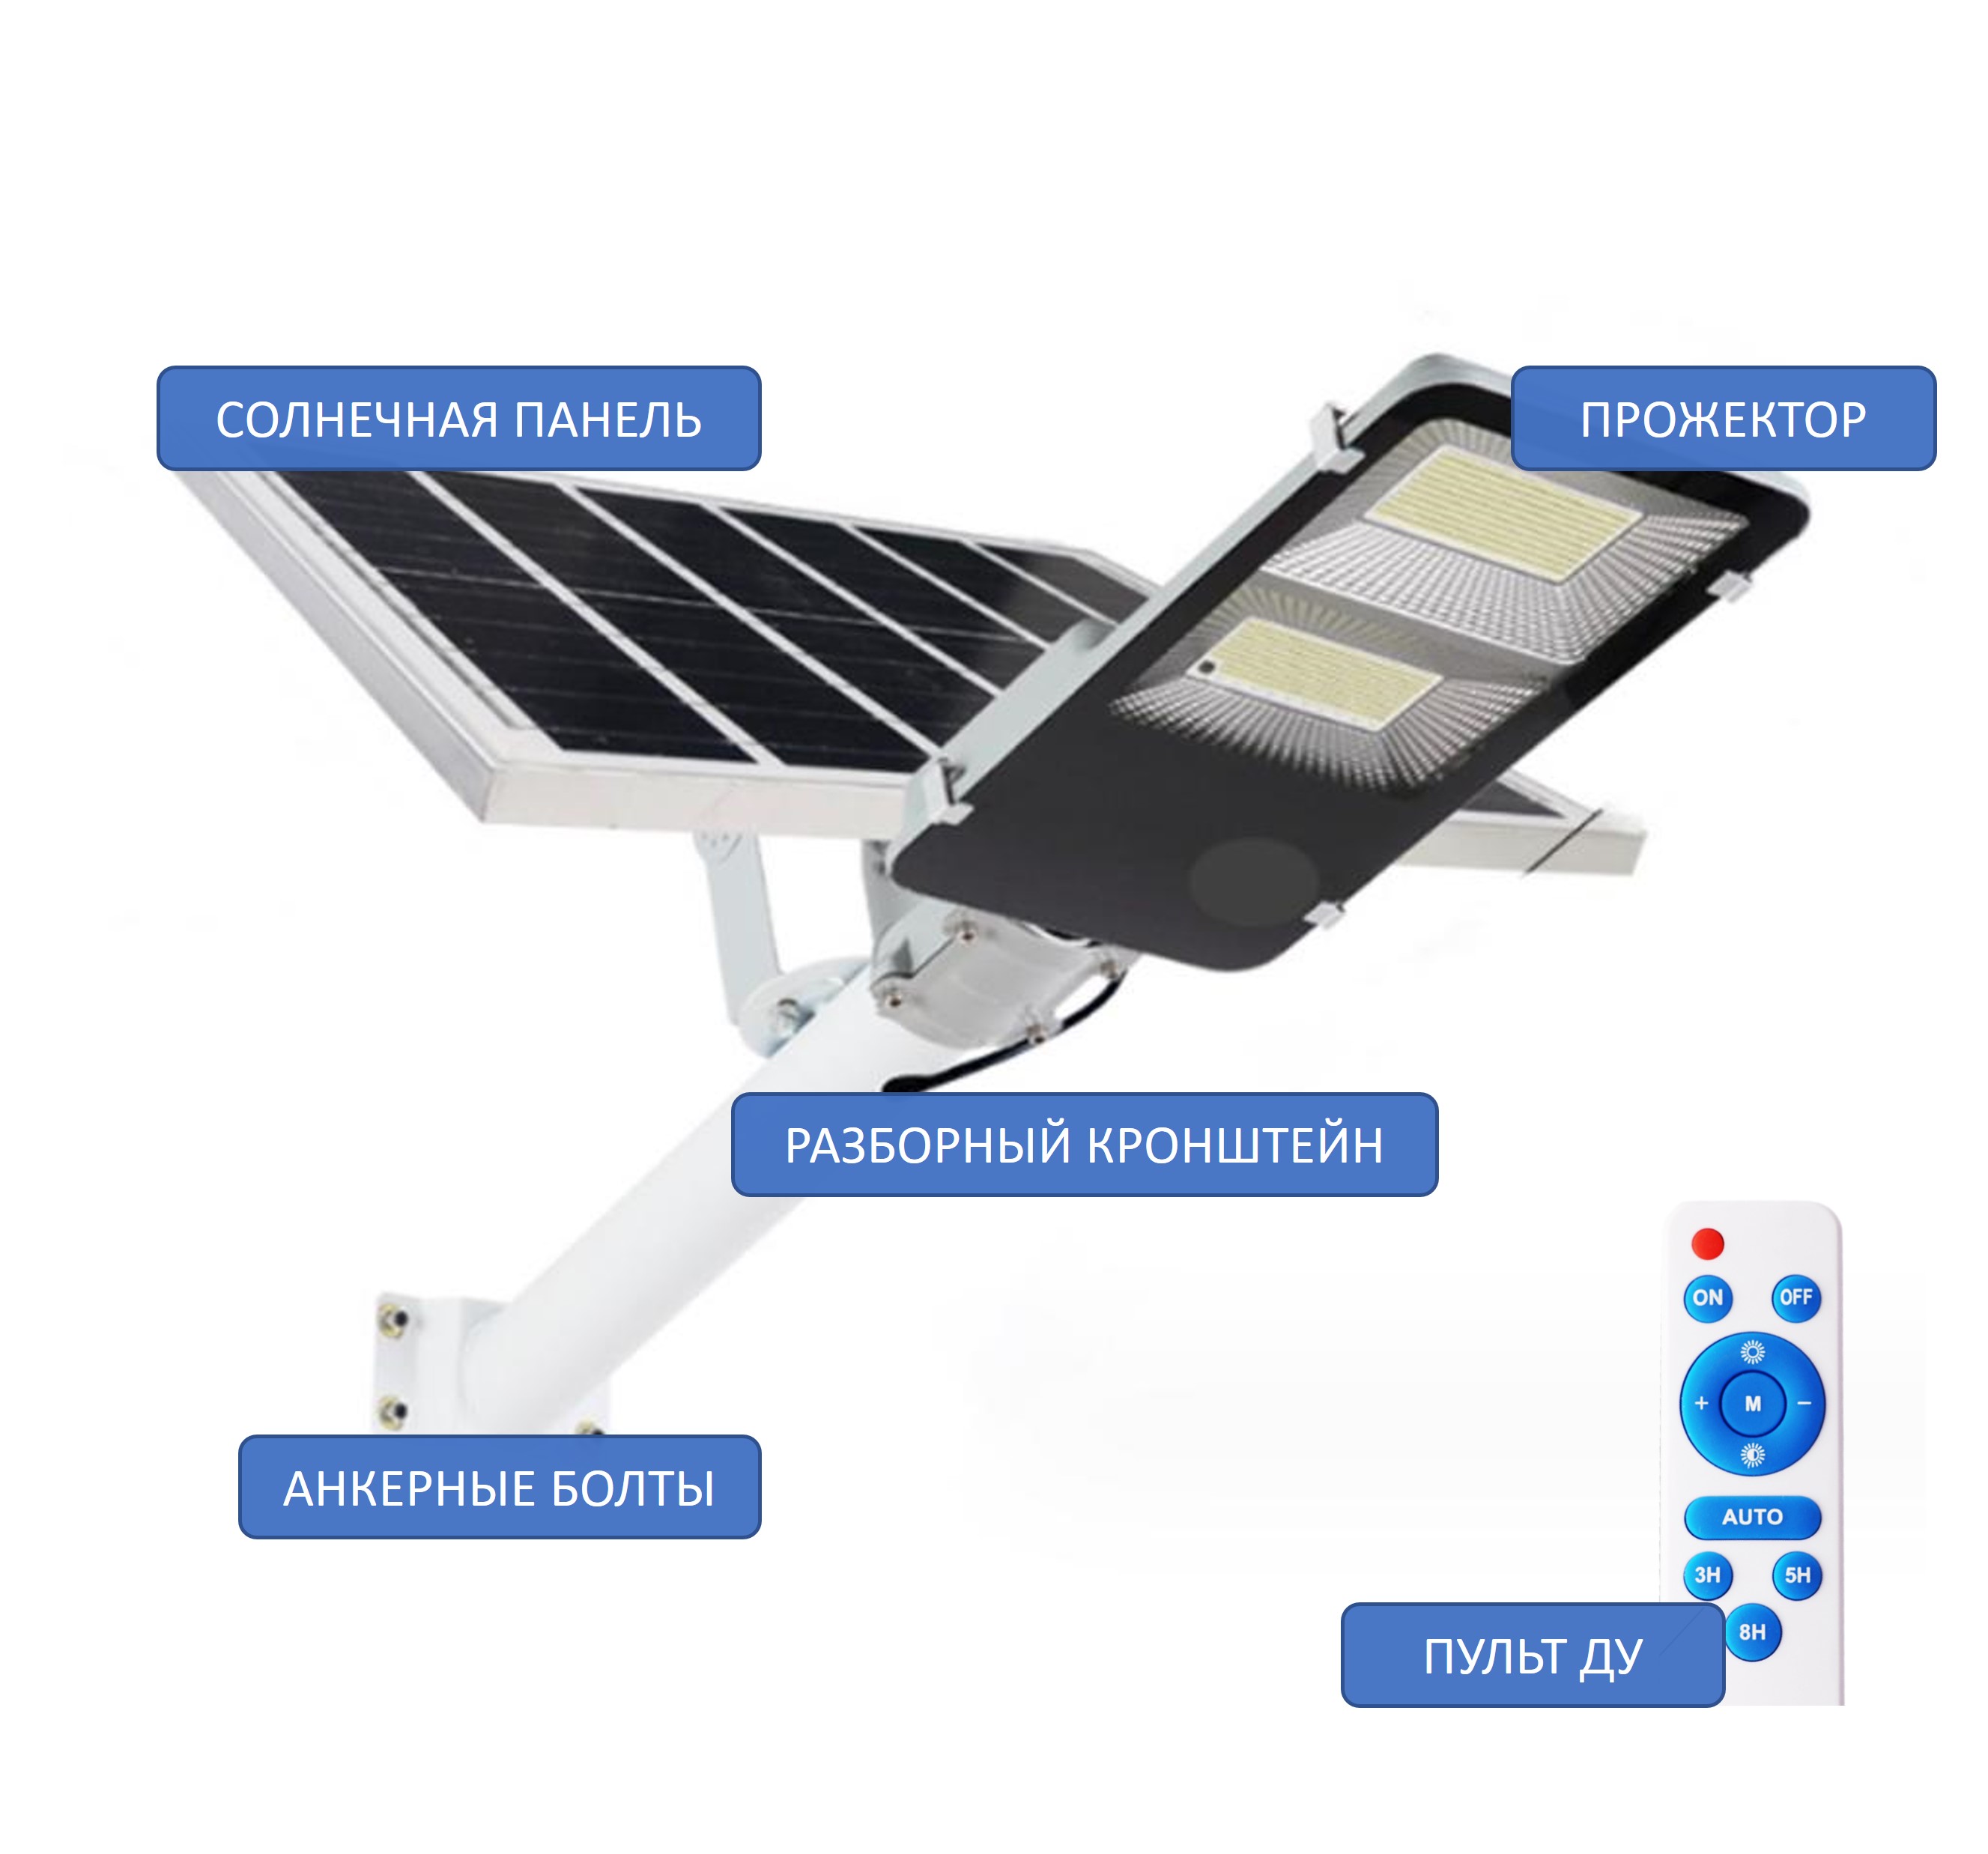 СОЛНЕЧНАЯ ПАНЕЛЬ
ПРОЖЕКТОР
РАЗБОРНЫЙ КРОНШТЕЙН
ON OFF
+ M −
AUTO
3H 5H
8H
АНКЕРНЫЕ БОЛТЫ
ПУЛЬТ ДУ